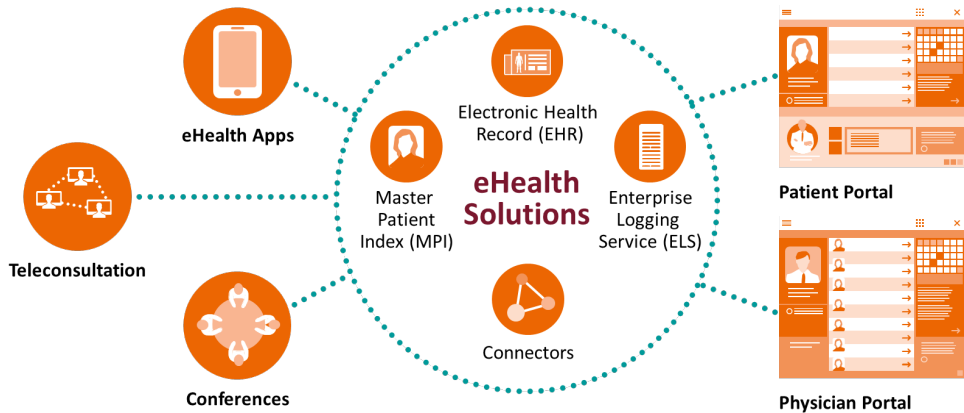 eHealth Apps
Teleconsultation
Conferences
Electronic Health
Record (EHR)
Master
Patient
Index (MPI)
eHealth
Solutions
Enterprise
Logging
Service (ELS)
Connectors
Patient Portal
Physician Portal